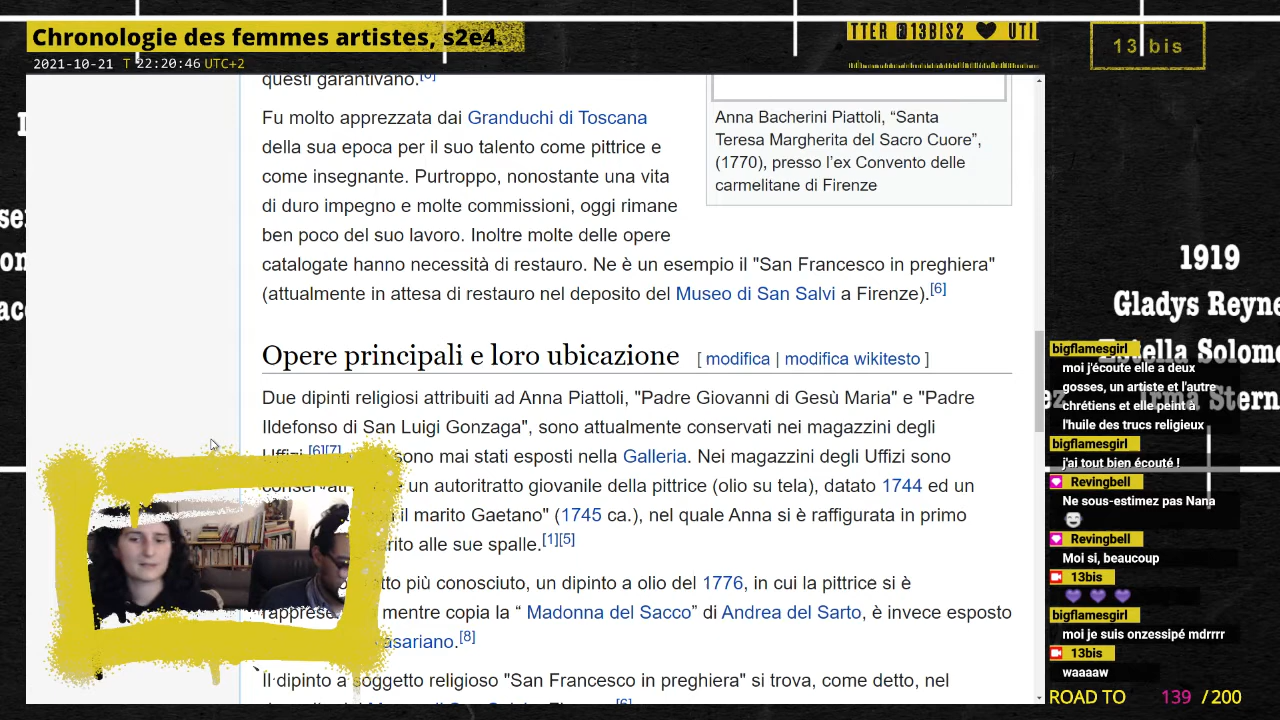 Chronologie des femmes artistes, s2e4.
2021-10-21 T 22:20:46 UTC+2
TTER @13BIS2 🖤 UTI
13 bis
questi garantivano.
Fu molto apprezzata dai Granduchi di Toscana
della sua epoca per il suo talento come pittrice e
come insegnante. Purtroppo, nonostante una vita
di duro impegno e molte commissioni, oggi rimane
ben poco del suo lavoro. Inoltre molte delle opere
catalogate hanno necessità di restauro. Ne è un esempio il "San Francesco in preghiera"
(attualmente in attesa di restauro nel deposito del Museo di San Salvi a Firenze).[6]
Anna Bacherini Piattoli, “Santa
Teresa Margherita del Sacro Cuore”,
(1770), presso l’ex Convento delle
carmelitane di Firenze
Opere principali e loro ubicazione [ modifica | modifica wikitesto ]
Due dipinti religiosi attribuiti ad Anna Piattoli, "Padre Giovanni di Gesù Maria" e "Padre
Ildefonso di San Luigi Gonzaga", sono attualmente conservati nei magazzini degli
Uffizi.[6][7] sono mai stati esposti nella Galleria. Nei magazzini degli Uffizi sono
conservati un autoritratto giovanile della pittrice (olio su tela), datato 1744 ed un
il marito Gaetano" (1745 ca.), nel quale Anna si è raffigurata in primo
rito alle sue spalle.[1][5]
tto più conosciuto, un dipinto a olio del 1776, in cui la pittrice si è
mentre copia la “ Madonna del Sacco” di Andrea del Sarto, è invece esposto
asariano.[8]
Il dipinto a soggetto religioso "San Francesco in preghiera" si trova, come detto, nel
1919
Gladys Reyne
Estella Solomo
Irma Stern
bigflamesgirl
moi j'écoute elle a deux
gosses, un artiste et l'autre
chrétiens et elle peint à
l'huile des trucs religieux
bigflamesgirl
j'ai tout bien écouté !
Revingbell
Ne sous-estimez pas Nana
Revingbell
Moi si, beaucoup
13bis
💜 💜 💜
bigflamesgirl
moi je suis onzessipé mdrrrr
13bis
waaaaw
ROAD TO 139 / 200